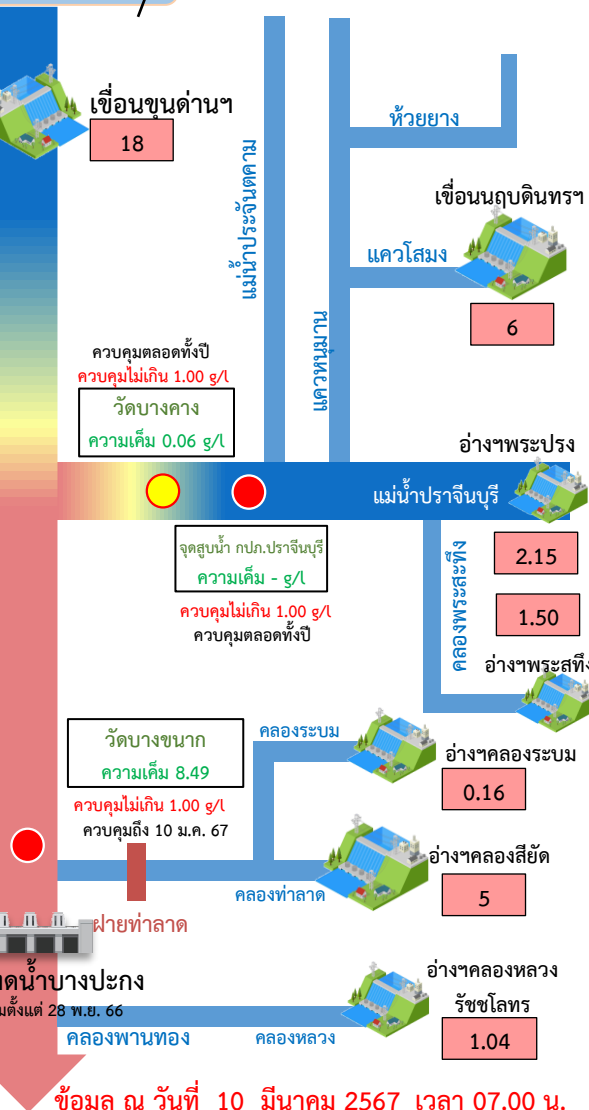 เขื่อนขุนด่านฯ
18
แม่น้ำประจันตคาม
แควหนุมาน
ห้วยยาง
เขื่อนนฤบดินทรฯ
แควโสมง
6
ควบคุมตลอดทั้งปี
ควบคุมไม่เกิน 1.00 g/l
วัดบางคาง
ความเค็ม 0.06 g/l
อ่างฯพระปรง
แม่น้ำปราจีนบุรี
จุดสูบน้ำ กปภ.ปราจีนบุรี
ความเค็ม - g/l
ควบคุมไม่เกิน 1.00 g/l
ควบคุมตลอดทั้งปี
คลองพระสะทึง
2.15
1.50
อ่างฯพระสทึง
วัดบางขนาก
ความเค็ม 8.49
ควบคุมไม่เกิน 1.00 g/l
ควบคุมถึง 10 ม.ค. 67
คลองระบม
อ่างฯคลองระบม
0.16
อ่างฯคลองสียัด
5
คลองท่าลาด
ฝายท่าลาด
ทดน้ำบางปะกง
ตั้งแต่ 28 พ.ย. 66
คลองพานทอง
คลองหลวง
อ่างฯคลองหลวง
รัชชโลทร
1.04
ข้อมูล ณ วันที่ 10 มีนาคม 2567 เวลา 07.00 น.